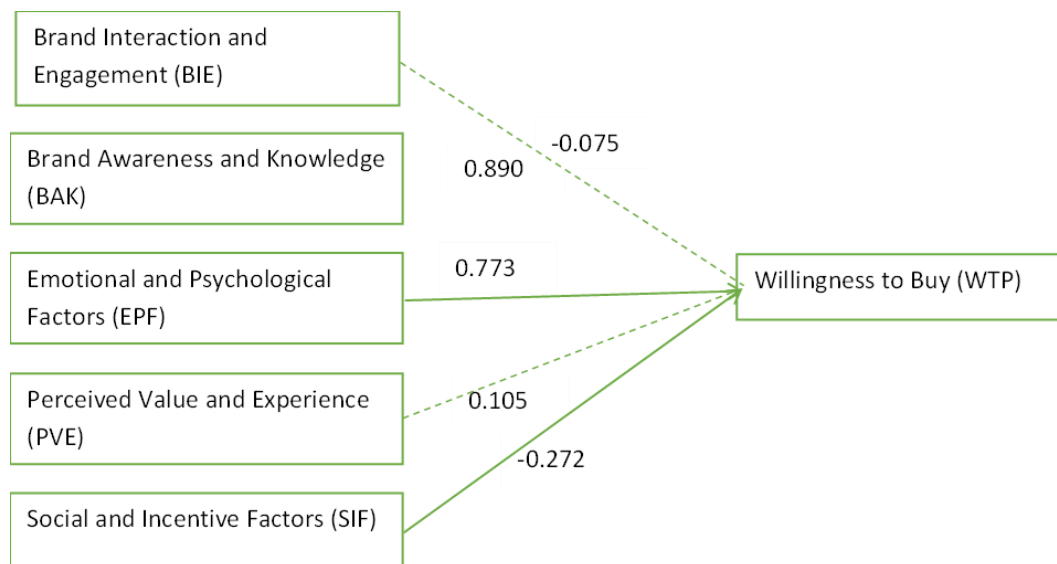 Brand Interaction and
Engagement (BIE)
-0.075
0.890
Brand Awareness and Knowledge
(BAK)
0.773
Emotional and Psychological
Factors (EPF)
Willingness to Buy (WTP)
Perceived Value and Experience
(PVE)
0.105
-0.272
Social and Incentive Factors (SIF)